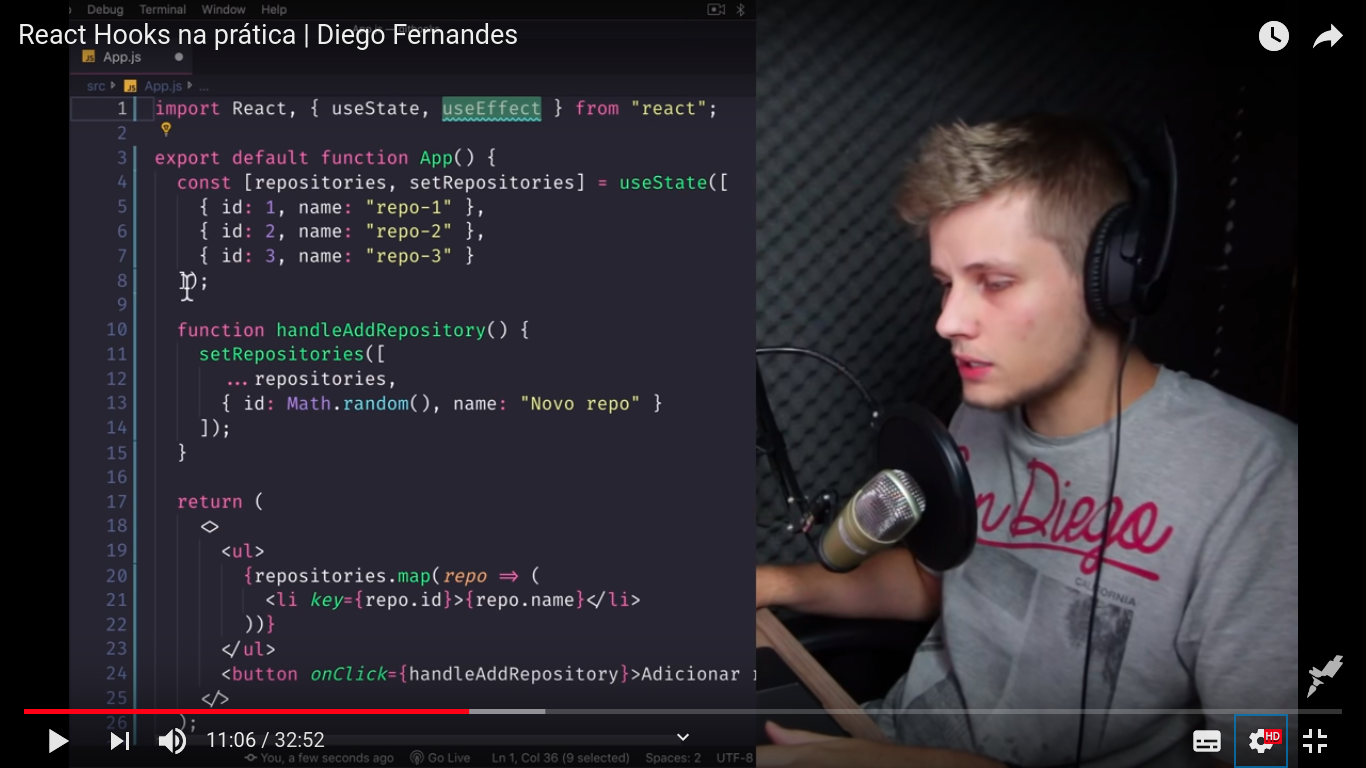 Debug Terminal Window Help
React Hooks na prática | Diego Fernandes
App.js
src App.js ...
1 import React, { useState, useEffect } from "react";
2
3 export default function App() {
4 const [repositories, setRepositories] = useState([
5 { id: 1, name: "repo-1" },
6 { id: 2, name: "repo-2" },
7 { id: 3, name: "repo-3" }
8 ]);
9
10 function handleAddRepository() {
11 setRepositories([
12 ...repositories,
13 { id: Math.random(), name: "Novo repo" }
14 ]);
15 }
16
17 return (
18 <>
19 <ul>
20 {repositories.map(repo => (
21 <li key={repo.id}>{repo.name}</li>
22 ))}
23 </ul>
24 <button onClick={handleAddRepository}>Adicionar
25 </>
26 );
Diego
CALIFORNIA
11:06 / 32:52
HD
You, a few seconds ago Go Live Ln 1, Col 36 (9 selected) Spaces: 2 UTF-8